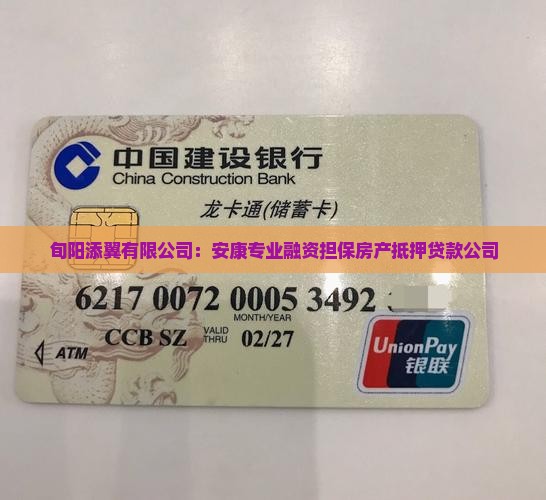 中国建设银行
China Construction Bank
龙卡通(储蓄卡)
旬阳添翼有限公司：安康专业融资担保房产抵押贷款公司
6217 0072 0005 3492
MONTH/YEAR
CCB SZ VALID THRU 02/27
ATM
UnionPay
银联